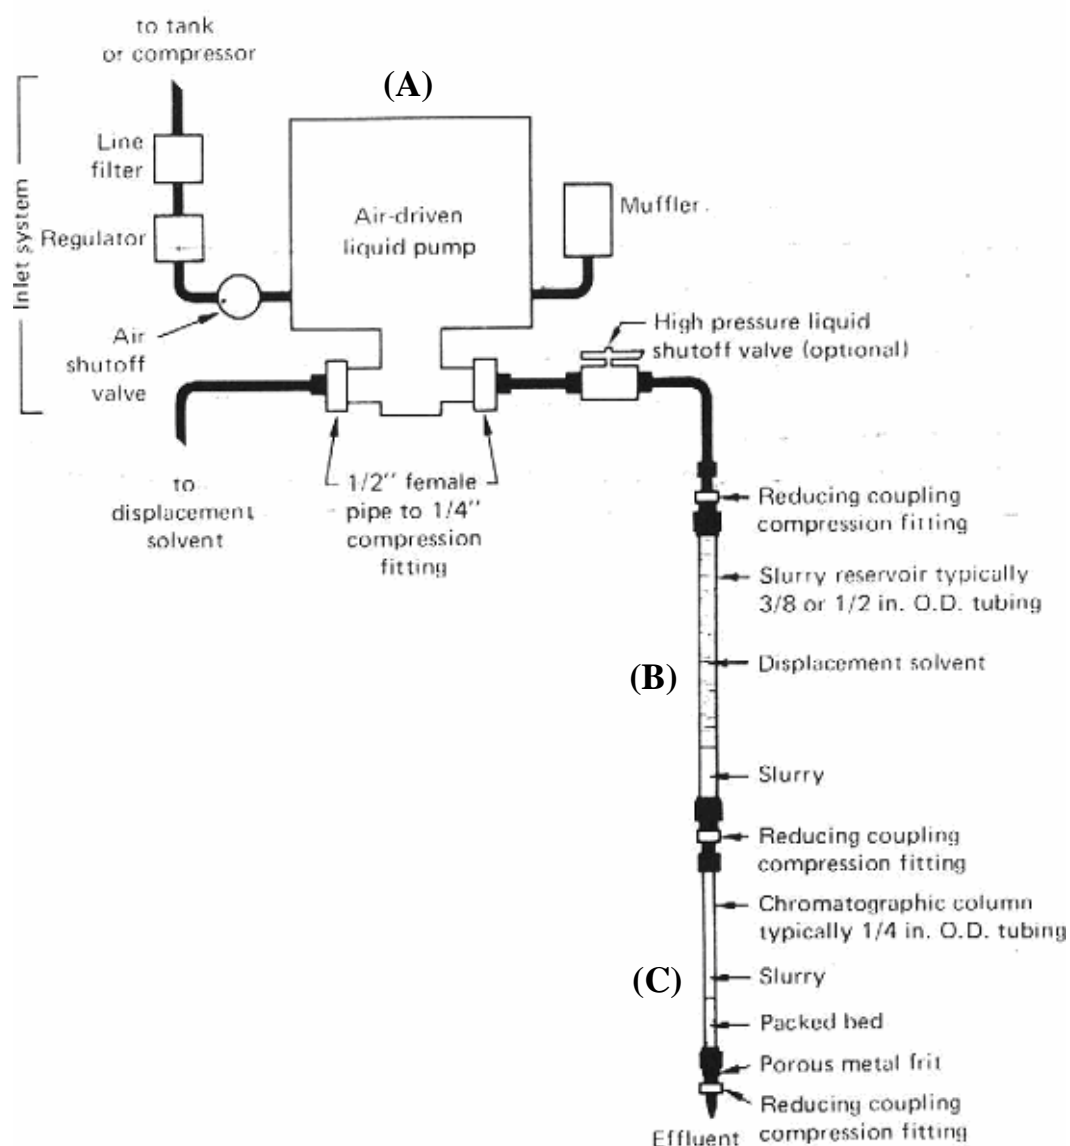 to tank
or compressor
(A)
Line
filter
Inlet system
Regulator
Air-driven
liquid pump
Muffler
Air
shutoff
valve
High pressure liquid
shutoff valve (optional)
to
displacement
solvent
1/2'' female
pipe to 1/4''
compression
fitting
Reducing coupling
compression fitting
Slurry reservoir typically
3/8 or 1/2 in. O.D. tubing
(B)
Displacement solvent
Slurry
Reducing coupling
compression fitting
Chromatographic column
typically 1/4 in. O.D. tubing
(C)
Slurry
Packed bed
Porous metal frit
Reducing coupling
compression fitting
Effluent